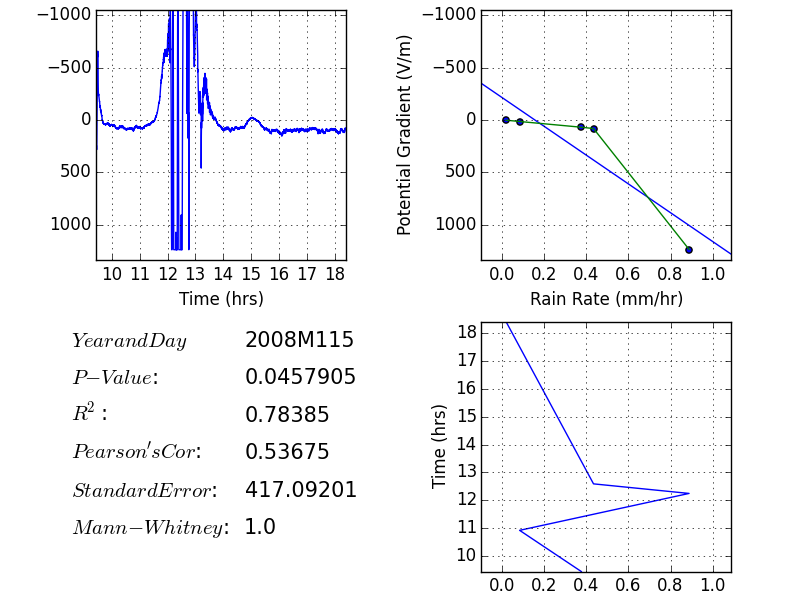 −1000
−500
0
500
1000
10 11 12 13 14 15 16 17 18
Time (hrs)
Potential Gradient (V/m)
−1000
−500
0
500
1000
0.0 0.2 0.4 0.6 0.8 1.0
Rain Rate (mm/hr)
YearandDay 2008M115
P−Value: 0.0457905
R²: 0.78385
Pearson′sCor: 0.53675
StandardError: 417.09201
Mann−Whitney: 1.0
Time (hrs)
18
17
16
15
14
13
12
11
10
0.0 0.2 0.4 0.6 0.8 1.0